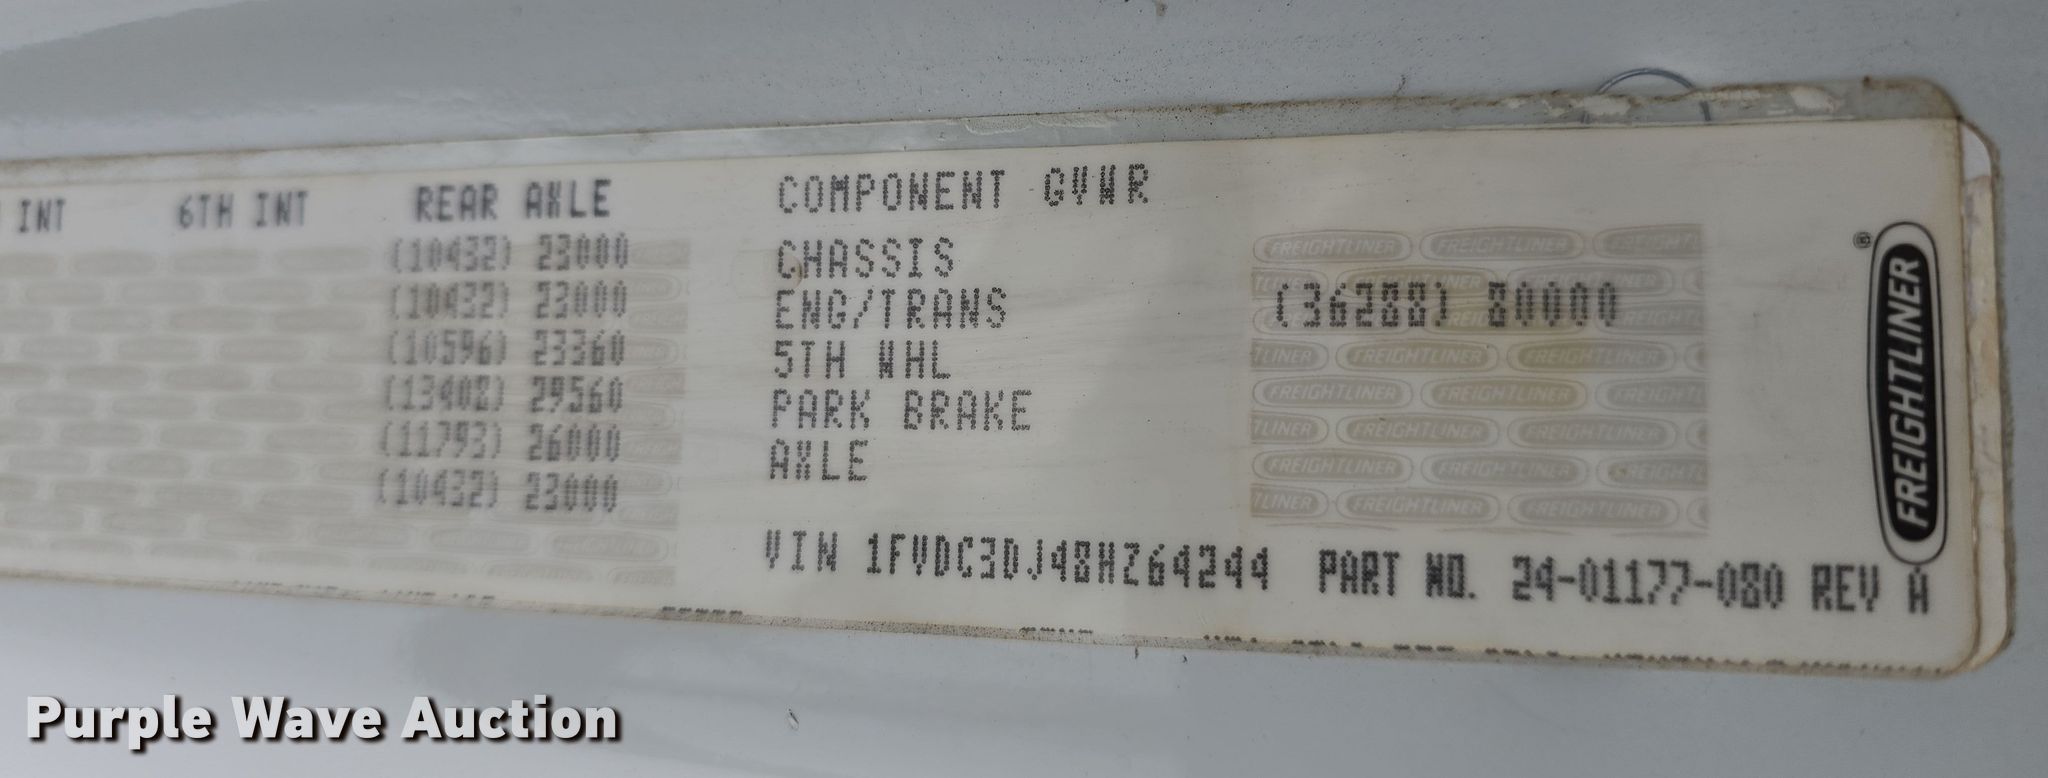 INT 6TH INT REAR AXLE COMPONENT GVWR
(10432) 23000 CHASSIS
(10432) 23000 ENG/TRANS (36288) 80000
(10596) 23360 5TH WHL
(13408) 29560 PARK BRAKE
(11793) 26000 AXLE
(10432) 23000
VIN 1FVDC3DJ48HZ64244 PART NO. 24-01177-080 REV A
® FREIGHTLINER
Purple Wave Auction